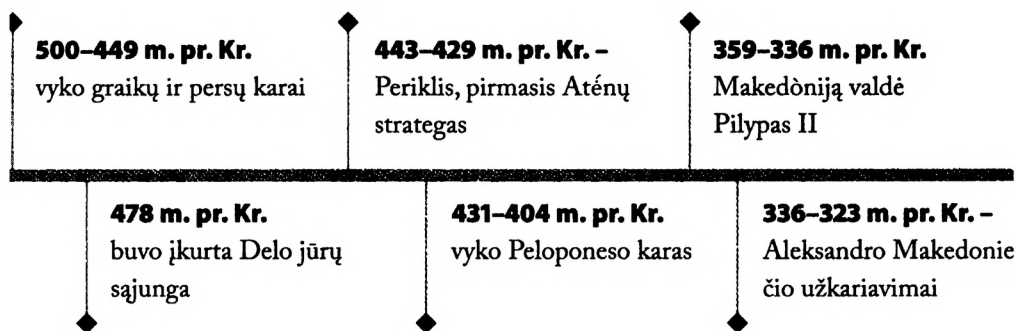 500–449 m. pr. Kr.
vyko graikų ir persų karai
443–429 m. pr. Kr. –
Periklis, pirmasis Atėnų
strategas
359–336 m. pr. Kr.
Makedòniją valdė
Pilypas II
478 m. pr. Kr.
buvo įkurta Delo jūrų
sąjunga
431–404 m. pr. Kr.
vyko Peloponeso karas
336–323 m. pr. Kr. –
Aleksandro Makedonie
čio užkariavimai